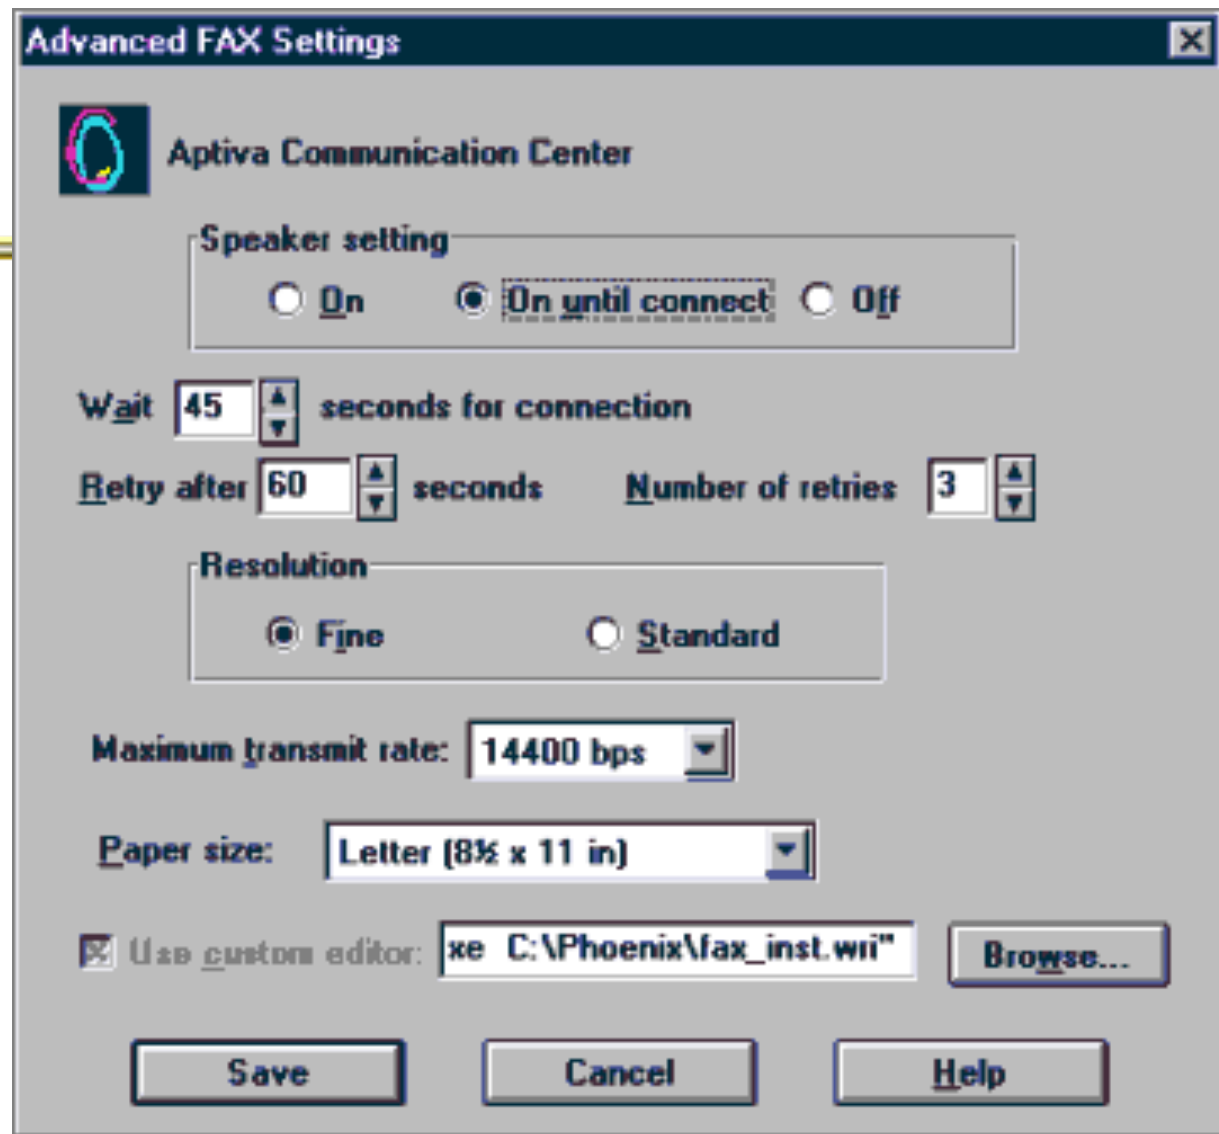 Advanced FAX Settings
Aptiva Communication Center
Speaker setting
On On until connect Off
Wait 45 seconds for connection
Retry after 60 seconds Number of retries 3
Resolution
Fine Standard
Maximum transmit rate: 14400 bps
Paper size: Letter (8½ x 11 in)
Use custom editor: xe C:\Phoenix\fax_inst.wri" Browse...
Save Cancel Help